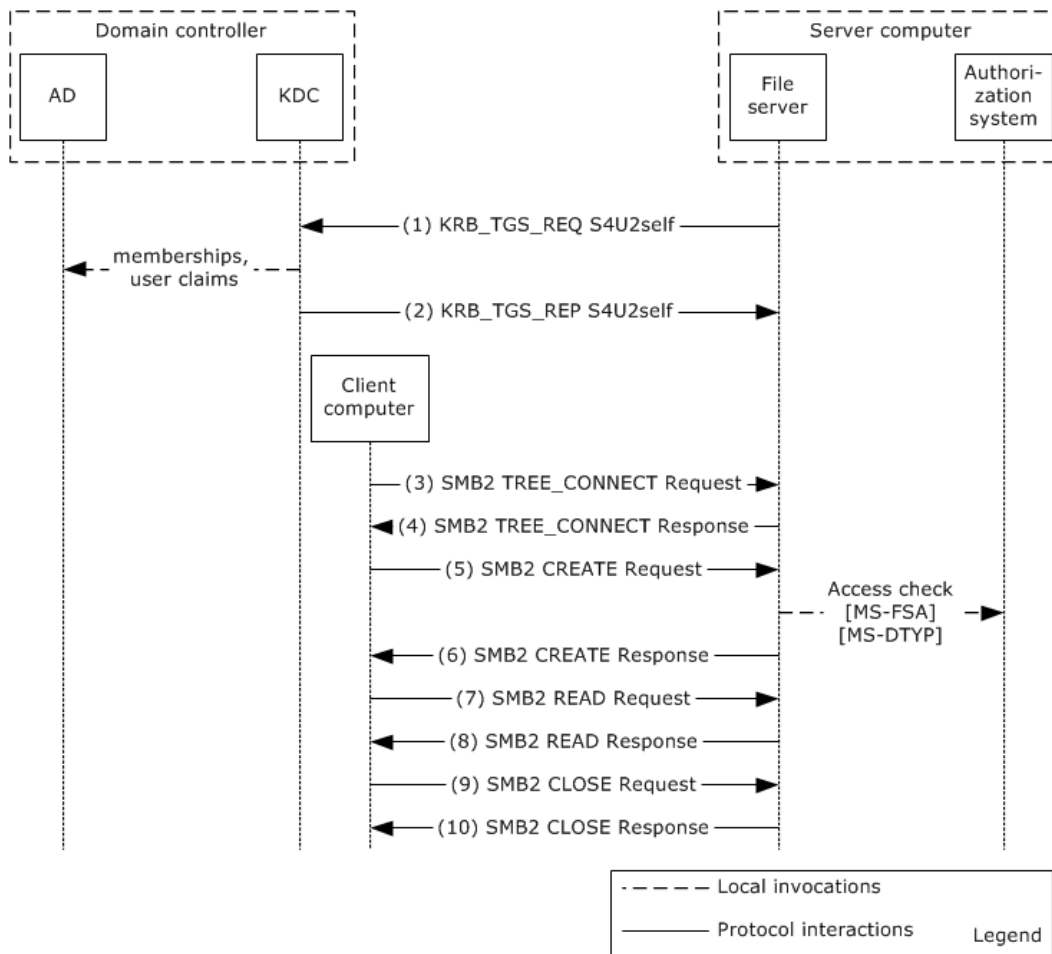 Domain controller
Server computer
AD
KDC
File
server
Authori-
zation
system
(1) KRB_TGS_REQ S4U2self
memberships,
user claims
(2) KRB_TGS_REP S4U2self
Client
computer
(3) SMB2 TREE_CONNECT Request
(4) SMB2 TREE_CONNECT Response
(5) SMB2 CREATE Request
Access check
[MS-FSA]
[MS-DTYP]
(6) SMB2 CREATE Response
(7) SMB2 READ Request
(8) SMB2 READ Response
(9) SMB2 CLOSE Request
(10) SMB2 CLOSE Response
Local invocations
Protocol interactions
Legend